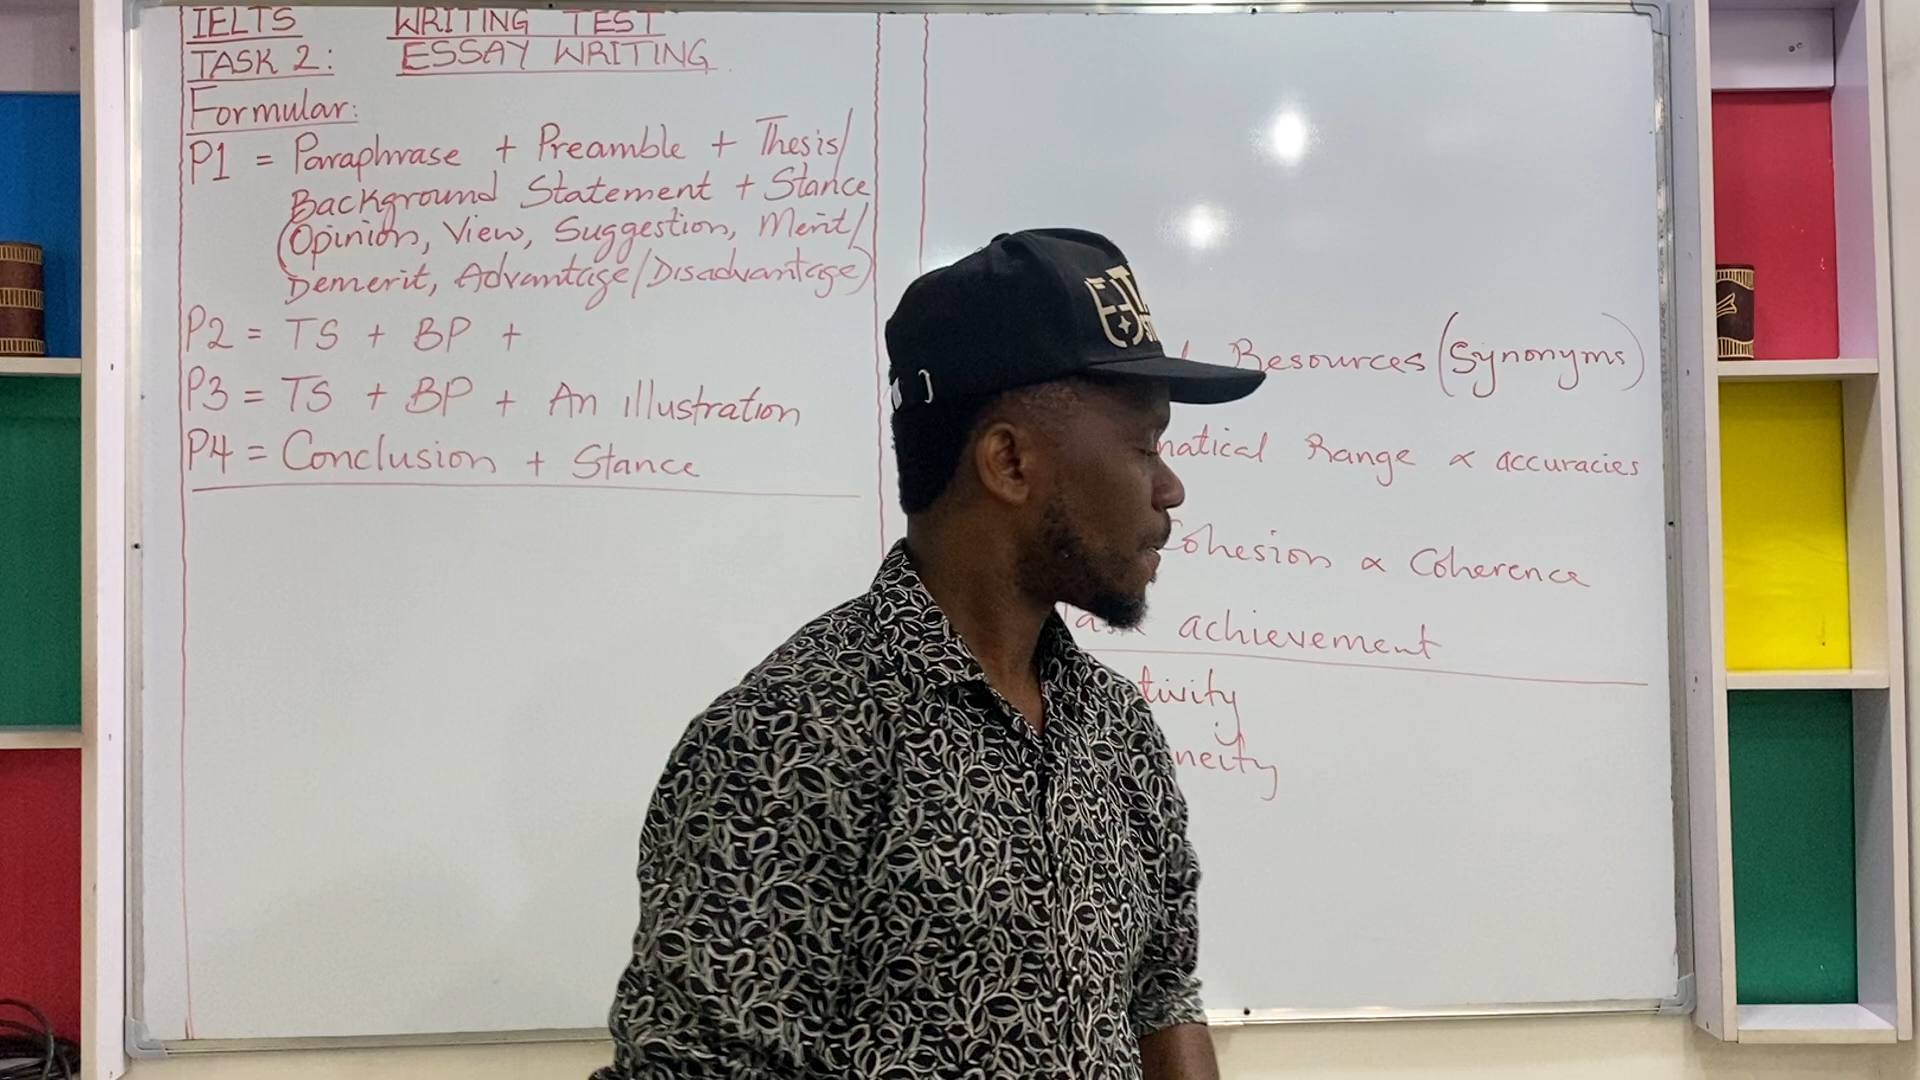 IELTS WRITING TEST
TASK 2: ESSAY WRITING
Formular:
P1 = Paraphrase + Preamble + Thesis/
Background Statement + Stance
(Opinion, View, Suggestion, Merit/
Demerit, Advantage/Disadvantage)
P2 = TS + BP +
P3 = TS + BP + An illustration
P4 = Conclusion + Stance
Resources (Synonyms)
Range & accuracies
Cohesion & Coherence
Task achievement